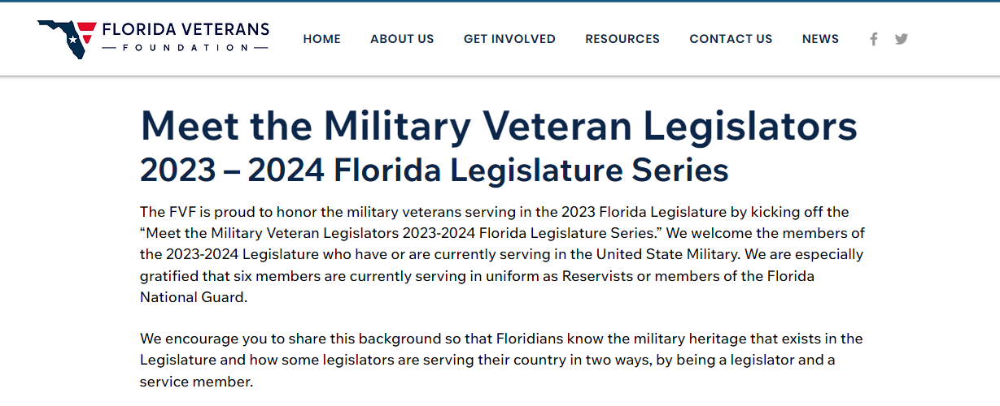 FLORIDA VETERANS
FOUNDATION
HOME ABOUT US GET INVOLVED RESOURCES CONTACT US NEWS
Meet the Military Veteran Legislators
2023 – 2024 Florida Legislature Series
The FVF is proud to honor the military veterans serving in the 2023 Florida Legislature by kicking off the
“Meet the Military Veteran Legislators 2023-2024 Florida Legislature Series.” We welcome the members of
the 2023-2024 Legislature who have or are currently serving in the United State Military. We are especially
gratified that six members are currently serving in uniform as Reservists or members of the Florida
National Guard.
We encourage you to share this background so that Floridians know the military heritage that exists in the
Legislature and how some legislators are serving their country in two ways, by being a legislator and a
service member.